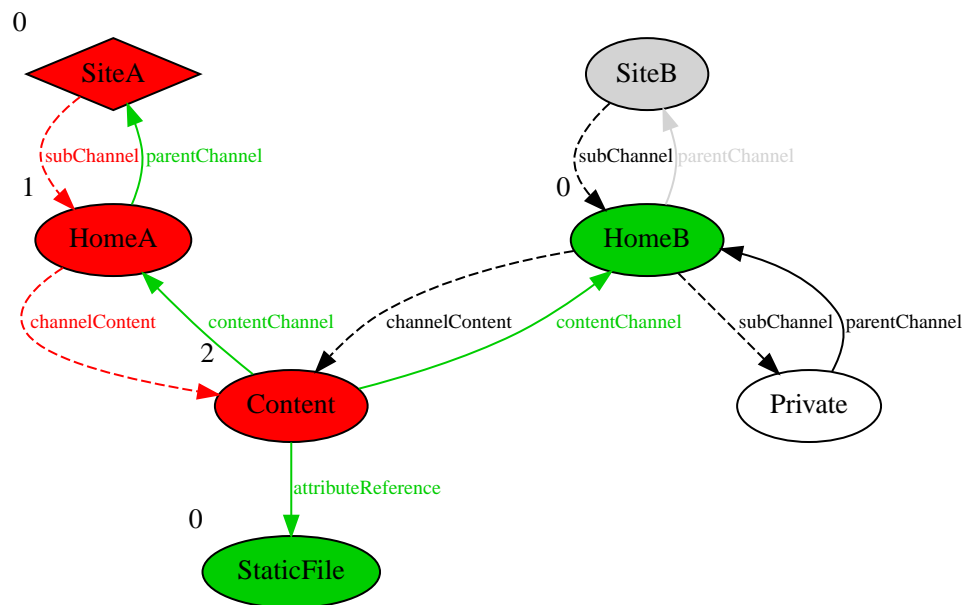 0
SiteA
SiteB
subChannel
parentChannel
subChannel
parentChannel
1
0
HomeA
HomeB
channelContent
contentChannel
channelContent
contentChannel
subChannel
parentChannel
2
Content
Private
attributeReference
0
StaticFile